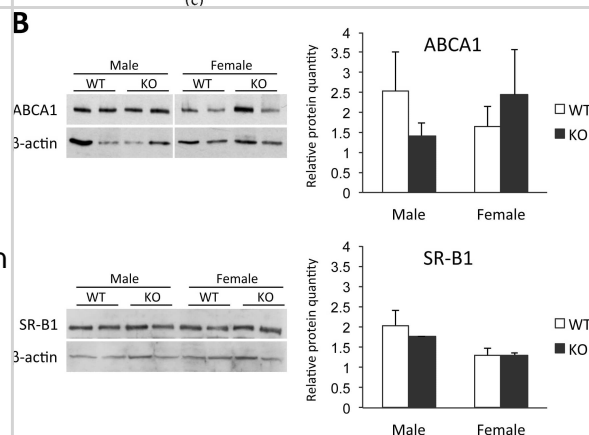 (c)
B
Male Female
WT KO WT KO
ABCA1
β-actin
ABCA1
Relative protein quantity
4
3.5
3
2.5
2
1.5
1
0.5
0
Male Female
WT
KO
Male Female
WT KO WT KO
SR-B1
β-actin
SR-B1
Relative protein quantity
4
3.5
3
2.5
2
1.5
1
0.5
0
Male Female
WT
KO